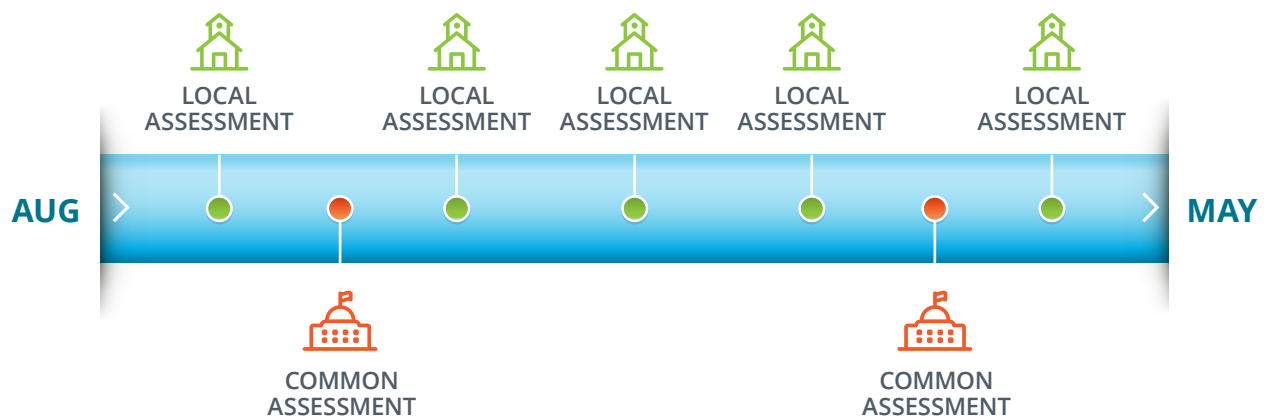 LOCAL
ASSESSMENT
LOCAL
ASSESSMENT
LOCAL
ASSESSMENT
LOCAL
ASSESSMENT
LOCAL
ASSESSMENT
AUG
MAY
COMMON
ASSESSMENT
COMMON
ASSESSMENT